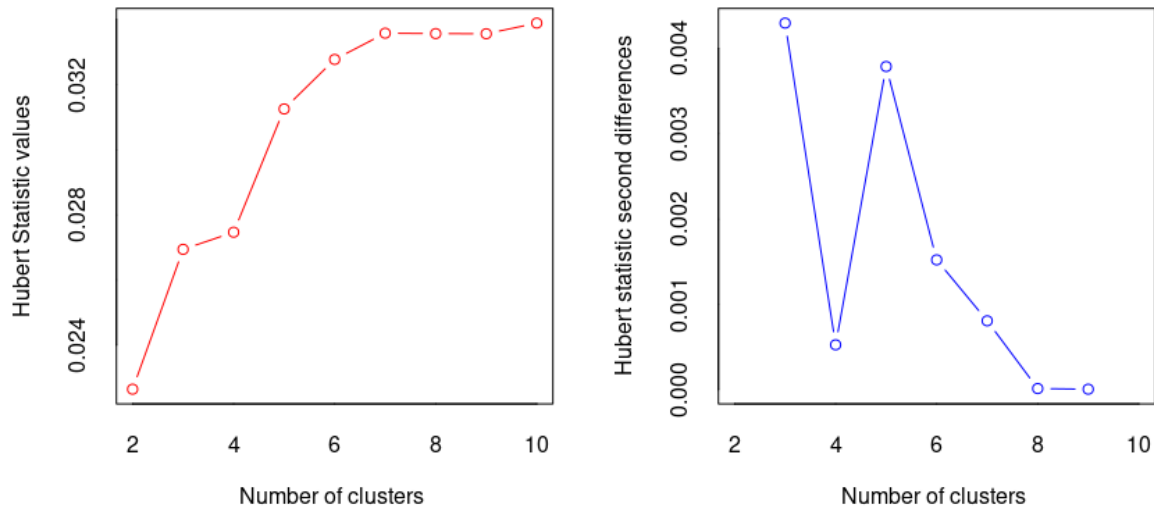 Hubert Statistic values
0.032
0.028
0.024
2 4 6 8 10
Number of clusters
Hubert statistic second differences
0.004
0.003
0.002
0.001
0.000
2 4 6 8 10
Number of clusters